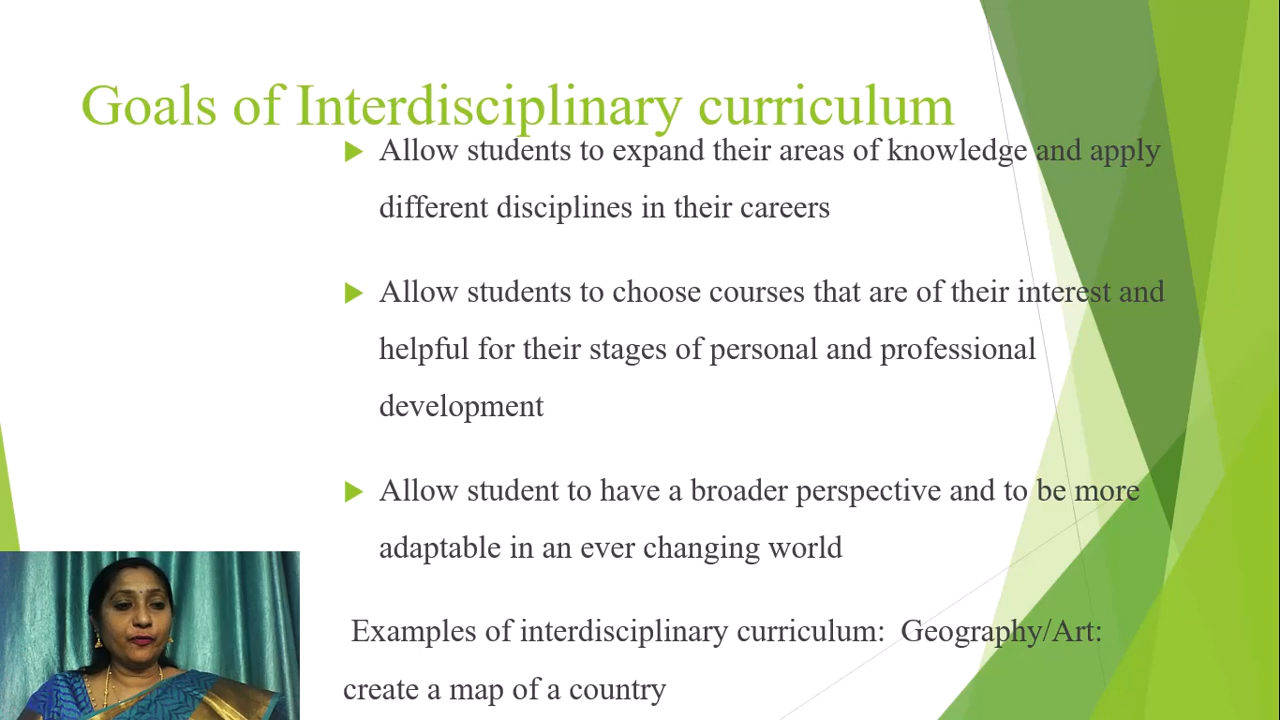 Goals of Interdisciplinary curriculum
Allow students to expand their areas of knowledge and apply
different disciplines in their careers
Allow students to choose courses that are of their interest and
helpful for their stages of personal and professional
development
Allow student to have a broader perspective and to be more
adaptable in an ever changing world
Examples of interdisciplinary curriculum: Geography/Art:
create a map of a country